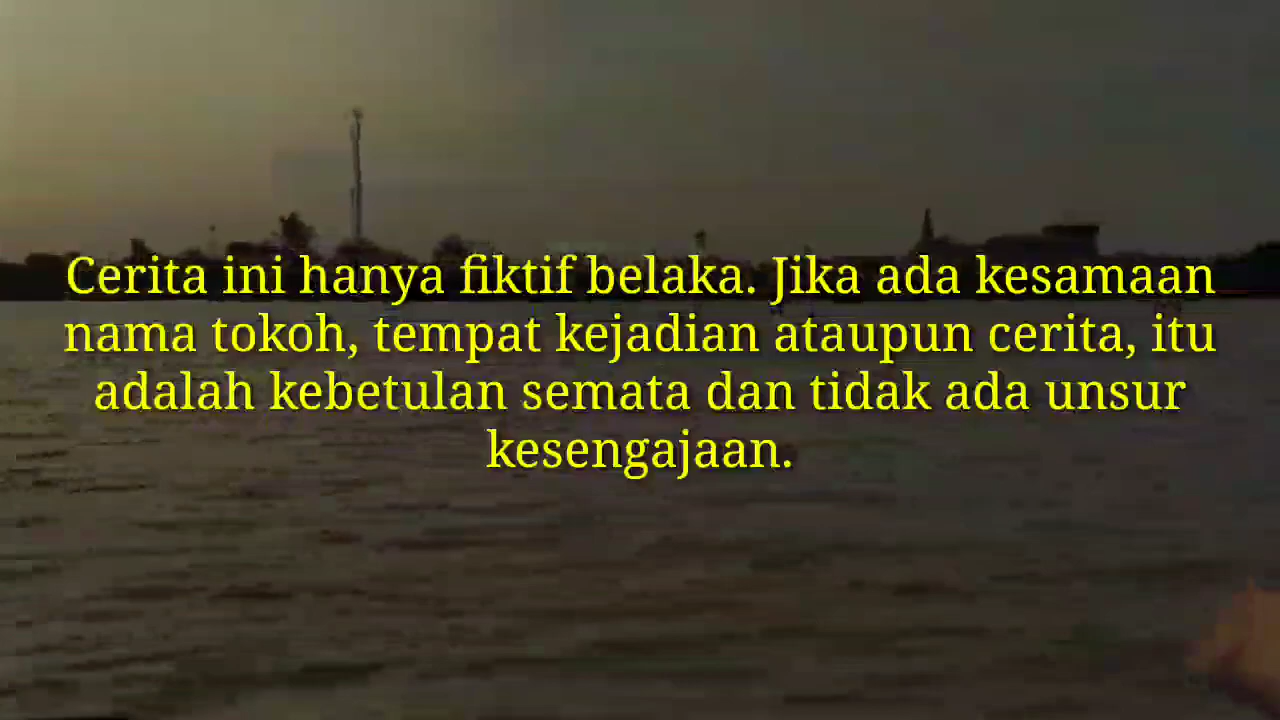 Cerita ini hanya fiktif belaka. Jika ada kesamaan
nama tokoh, tempat kejadian ataupun cerita, itu
adalah kebetulan semata dan tidak ada unsur
kesengajaan.